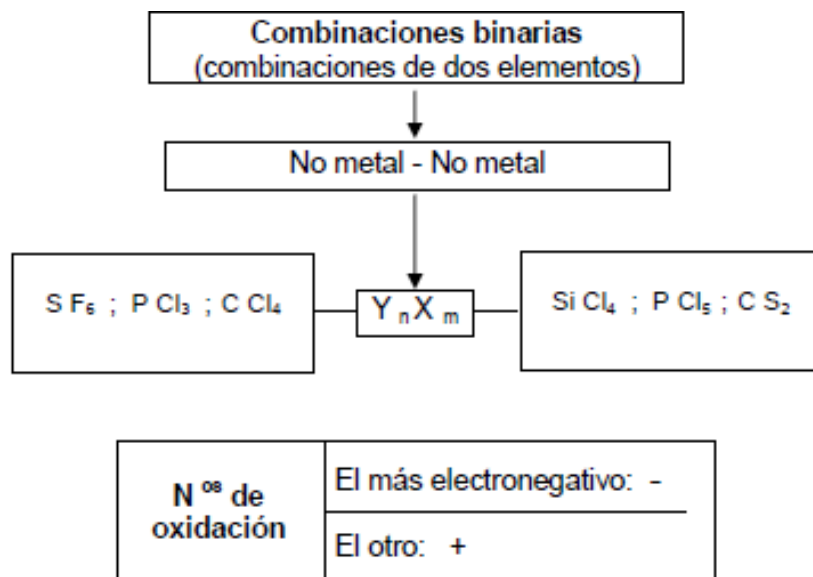 Combinaciones binarias
(combinaciones de dos elementos)
No metal - No metal
S F₆ ; P Cl₃ ; C Cl₄
Y ₙ X ₘ
Si Cl₄ ; P Cl₅ ; C S₂
N ᵒˢ de
oxidación
El más electronegativo: -
El otro: +